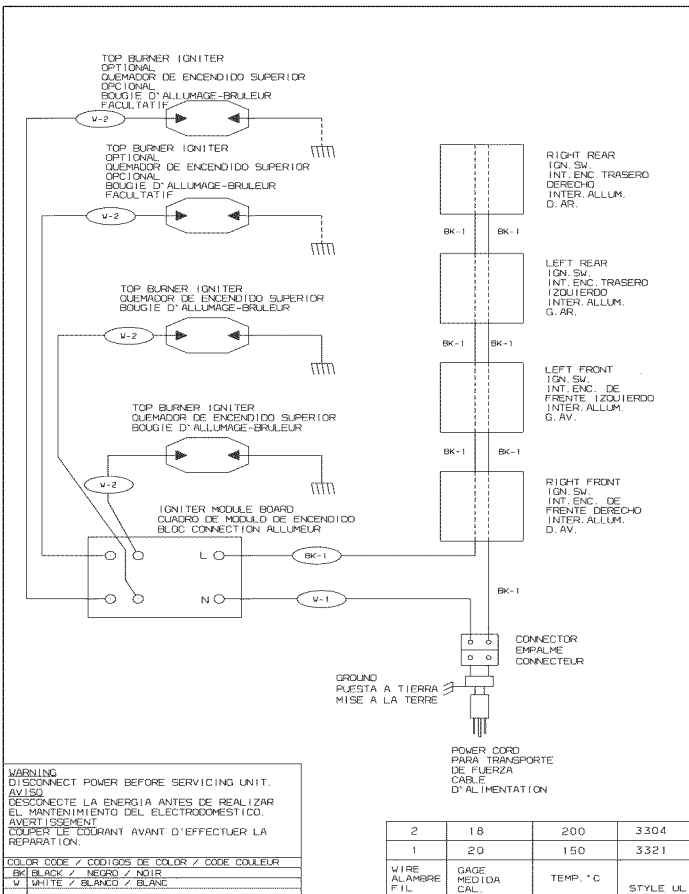 TOP BURNER IGNITER
OPTIONAL
QUEMADOR DE ENCENDIDO SUPERIOR
OPCIONAL
BOUGIE D'ALLUMAGE-BRULEUR
FACULTATIF
W-2
TOP BURNER IGNITER
OPTIONAL
QUEMADOR DE ENCENDIDO SUPERIOR
OPCIONAL
BOUGIE D'ALLUMAGE-BRULEUR
FACULTATIF
W-2
TOP BURNER IGNITER
QUEMADOR DE ENCENDIDO SUPERIOR
BOUGIE D'ALLUMAGE-BRULEUR
W-2
TOP BURNER IGNITER
QUEMADOR DE ENCENDIDO SUPERIOR
BOUGIE D'ALLUMAGE-BRULEUR
W-2
IGNITER MODULE BOARD
CUADRO DE MODULO DE ENCENDIDO
BLOC CONNECTION ALLUMEUR
L
BK-1
N
W-1
RIGHT REAR
IGN. SW.
INT. ENC. TRASERO
DERECHO
INTER. ALLUM.
D. AR.
BK-1 BK-1
LEFT REAR
IGN. SW.
INT. ENC. TRASERO
IZQUIERDO
INTER. ALLUM.
G. AR.
BK-1 BK-1
LEFT FRONT
IGN. SW.
INT. ENC. DE
FRENTE IZQUIERDO
INTER. ALLUM.
G. AV.
BK-1 BK-1
RIGHT FRONT
IGN. SW.
INT. ENC. DE
FRENTE DERECHO
INTER. ALLUM.
D. AV.
BK-1
CONNECTOR
EMPALME
CONNECTEUR
GROUND
PUESTA A TIERRA
MISE A LA TERRE
POWER CORD
PARA TRANSPORTE
DE FUERZA
CABLE
D'ALIMENTATION
WARNING
DISCONNECT POWER BEFORE SERVICING UNIT.
AVISO
DESCONECTE LA ENERGIA ANTES DE REALIZAR
EL MANTENIMIENTO DEL ELECTRODOMESTICO.
AVERTISSEMENT
COUPER LE COURANT AVANT D'EFFECTUER LA
REPARATION.
COLOR CODE / CODIGOS DE COLOR / CODE COULEUR
BK BLACK / NEGRO / NOIR
W WHITE / BLANCO / BLANC
2 18 200 3304
1 20 150 3321
WIRE
ALAMBRE
FIL
GAGE
MEDIDA
CAL.
TEMP. °C
STYLE UL